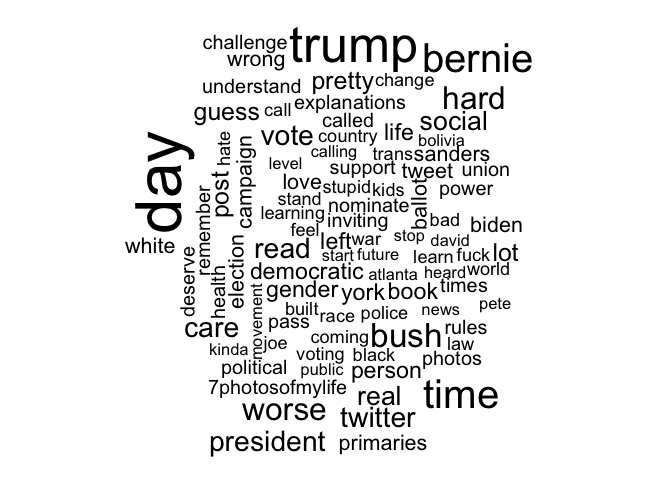 challenge trump bernie
wrong
understand pretty change
guess call explanations hard
called social
vote country life bolivia
day hate campaign level calling trans sanders
post support tweet union
love stupid kids ballot power
remember stand nominate
learning inviting bad biden
white feel left war stop david
read start future learn fuck lot
deserve health election democratic atlanta heard world
gender york book times
movement built race police news pete
care pass bush rules
kinda joe coming law
voting black photos
political public person
7photosofmylife real time
worse twitter
president primaries